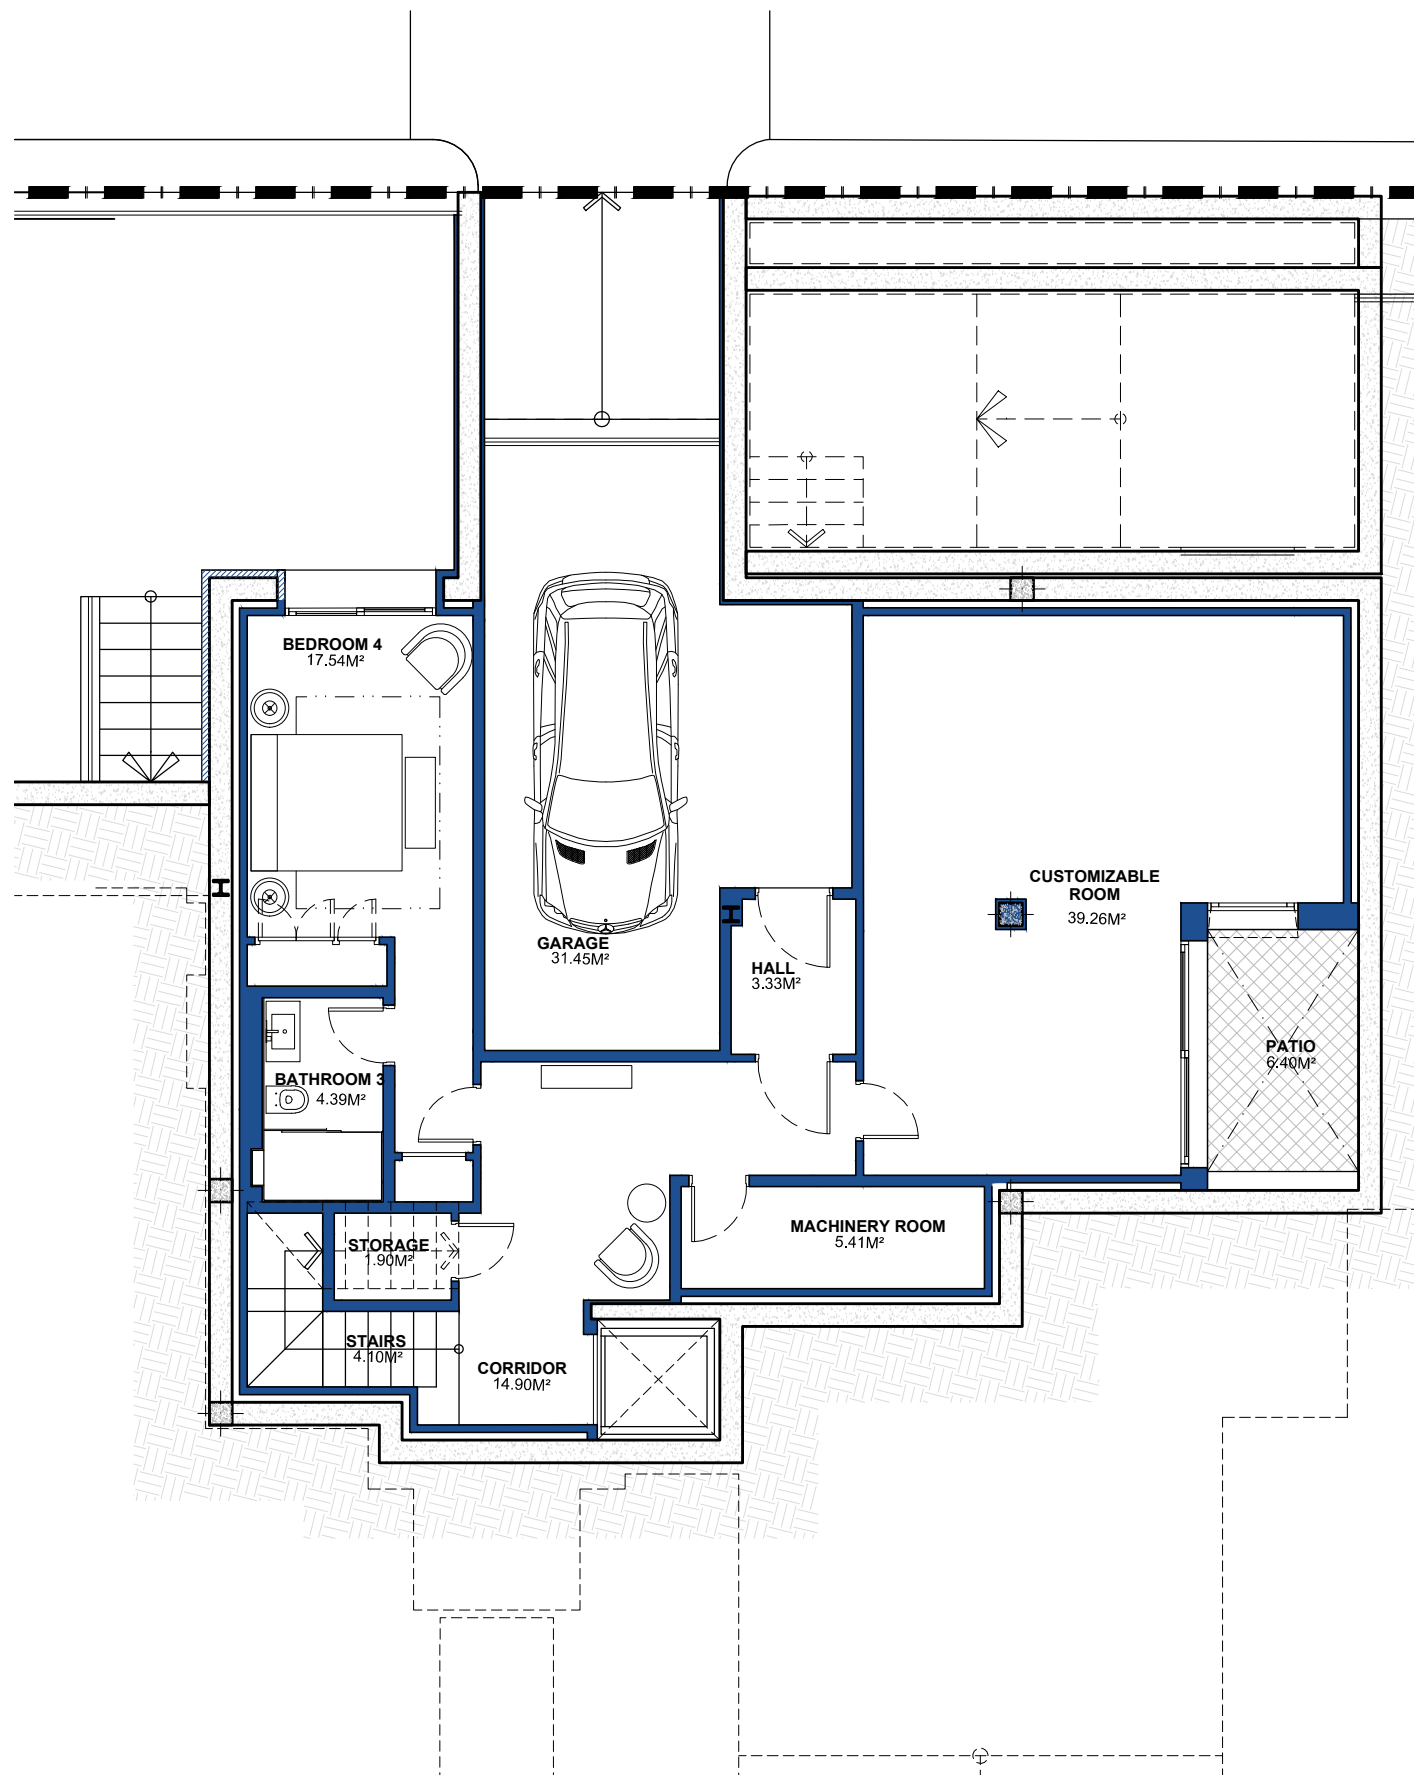 BEDROOM 4
17.54M²
CUSTOMIZABLE
ROOM
39.26M²
GARAGE
31.45M²
HALL
3.33M²
PATIO
6.40M²
BATHROOM 3
4.39M²
MACHINERY ROOM
5.41M²
STORAGE
1.90M²
STAIRS
4.10M²
CORRIDOR
14.90M²